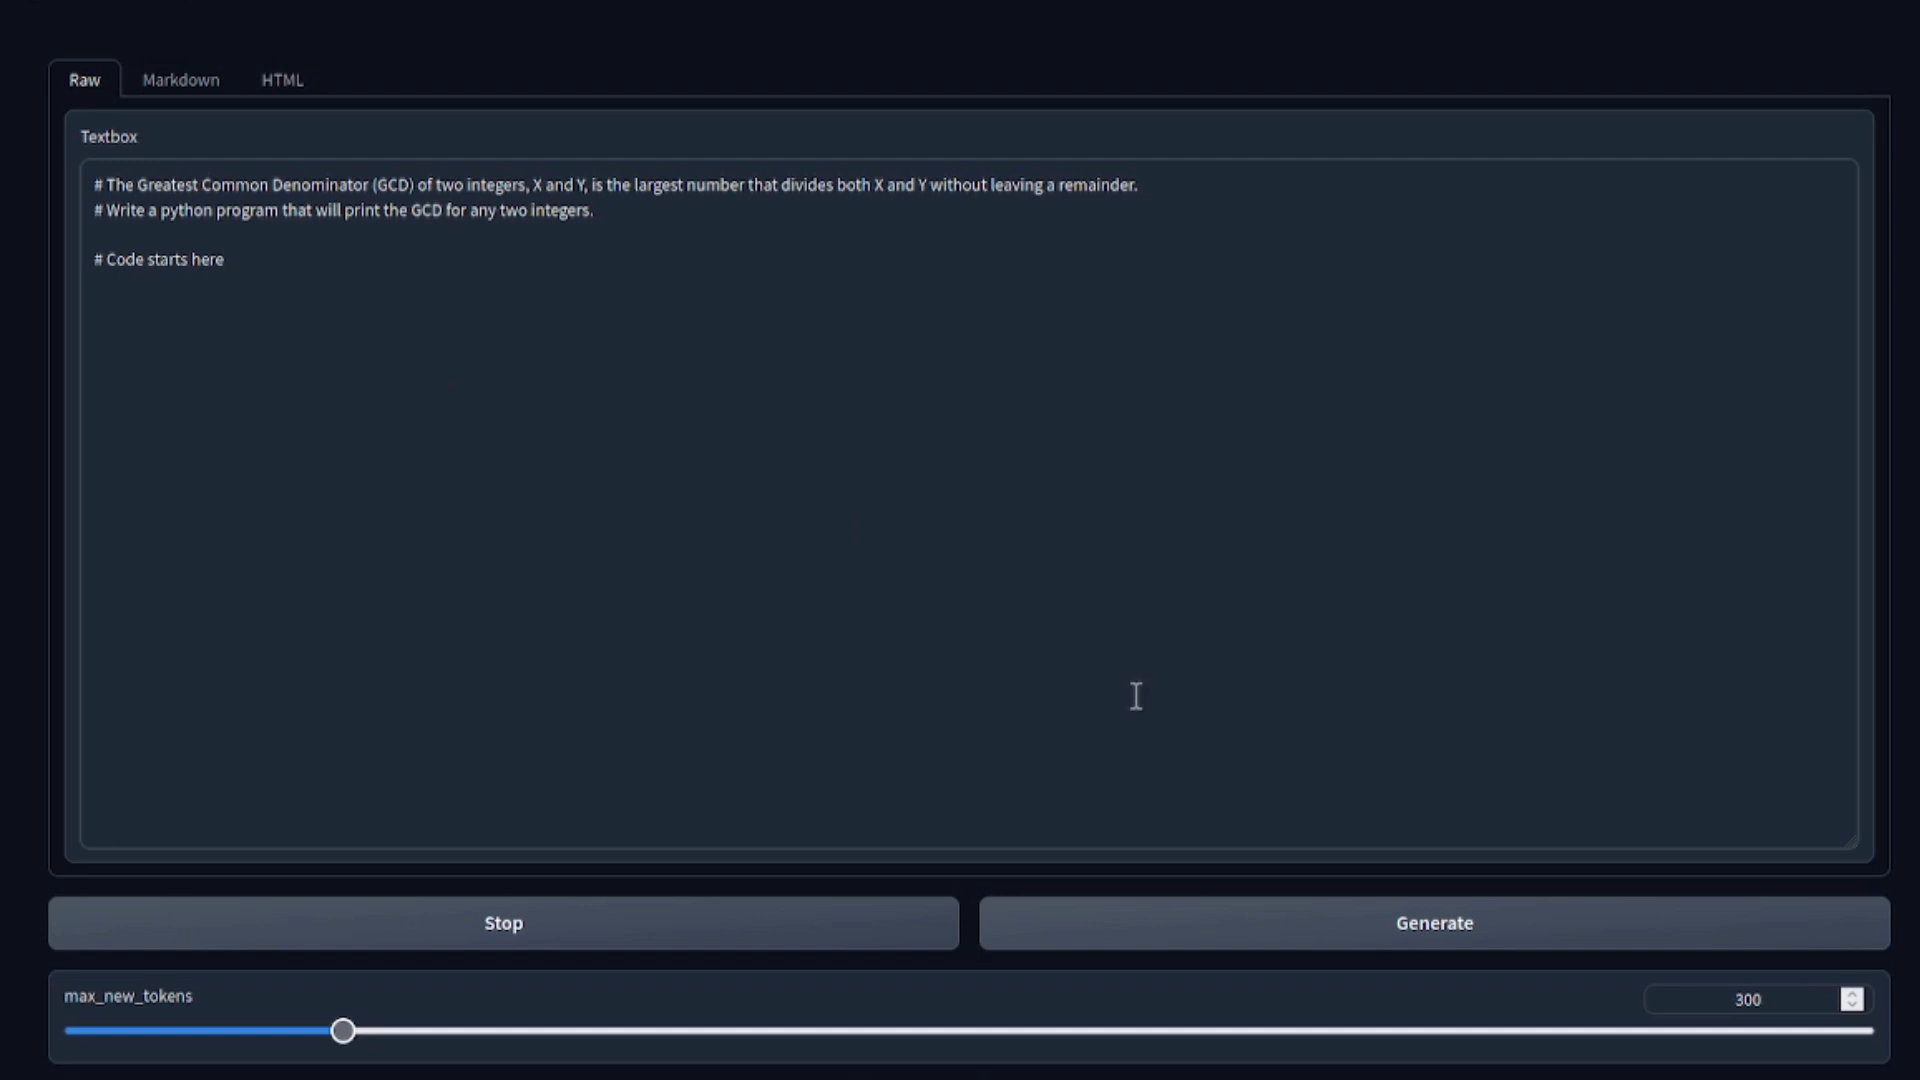 Raw Markdown HTML
Textbox
# The Greatest Common Denominator (GCD) of two integers, X and Y, is the largest number that divides both X and Y without leaving a remainder.
# Write a python program that will print the GCD for any two integers.
# Code starts here
Stop Generate
max_new_tokens 300